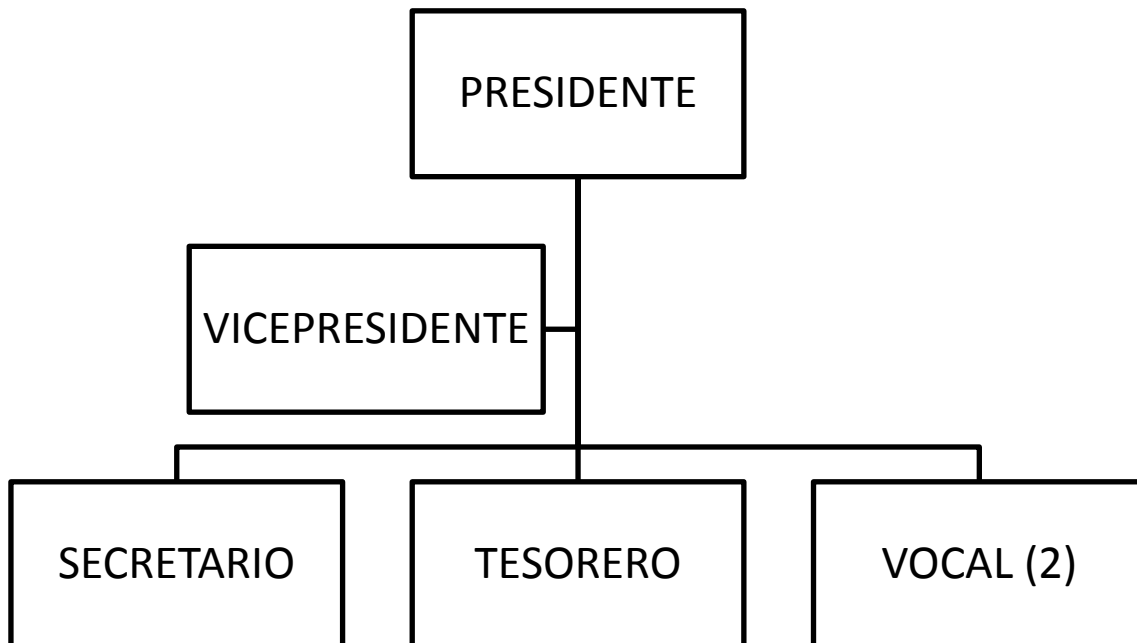 PRESIDENTE
VICEPRESIDENTE
SECRETARIO
TESORERO
VOCAL (2)